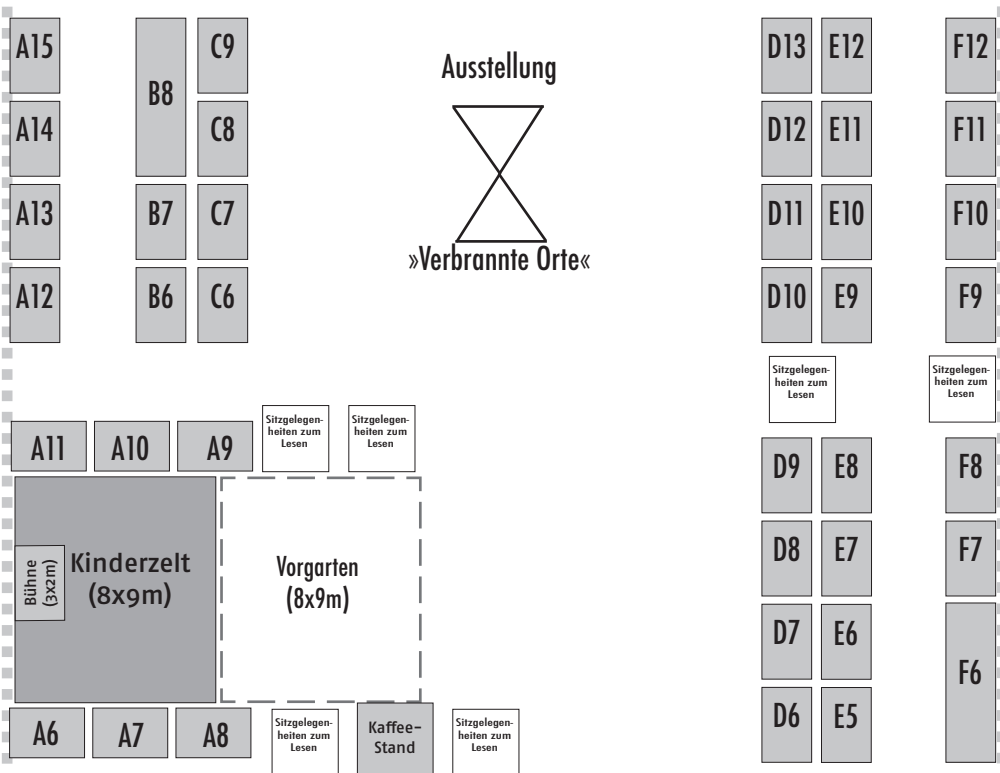 A15
B8
C9
Ausstellung
D13
E12
F12
A14
C8
D12
E11
F11
A13
B7
C7
D11
E10
F10
»Verbrannte Orte«
A12
B6
C6
D10
E9
F9
Sitzgelegen-
heiten zum
Lesen
Sitzgelegen-
heiten zum
Lesen
A11
A10
A9
Sitzgelegen-
heiten zum
Lesen
Sitzgelegen-
heiten zum
Lesen
D9
E8
F8
Bühne
(3x2m)
Kinderzelt
(8x9m)
Vorgarten
(8x9m)
D8
E7
F7
D7
E6
F6
A6
A7
A8
Sitzgelegen-
heiten zum
Lesen
Kaffee-
Stand
Sitzgelegen-
heiten zum
Lesen
D6
E5